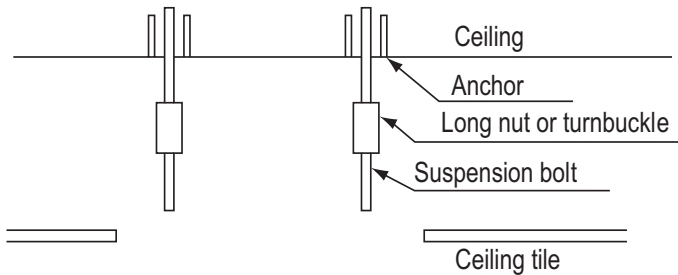 Ceiling
Anchor
Long nut or turnbuckle
Suspension bolt
Ceiling tile